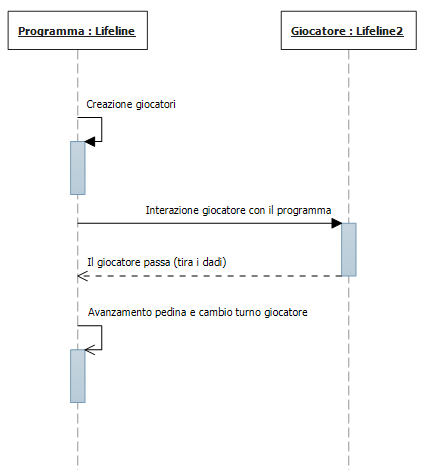 Programma : Lifeline
Giocatore : Lifeline2
Creazione giocatori
Interazione giocatore con il programma
Il giocatore passa (tira i dadi)
Avanzamento pedina e cambio turno giocatore